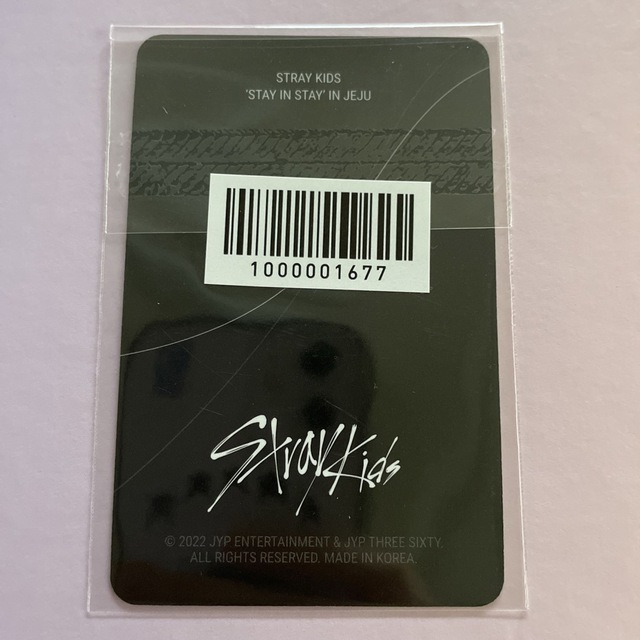 STRAY KIDS
'STAY IN STAY' IN JEJU
1000001677
Stray Kids
© 2022 JYP ENTERTAINMENT & JYP THREE SIXTY.
ALL RIGHTS RESERVED. MADE IN KOREA.